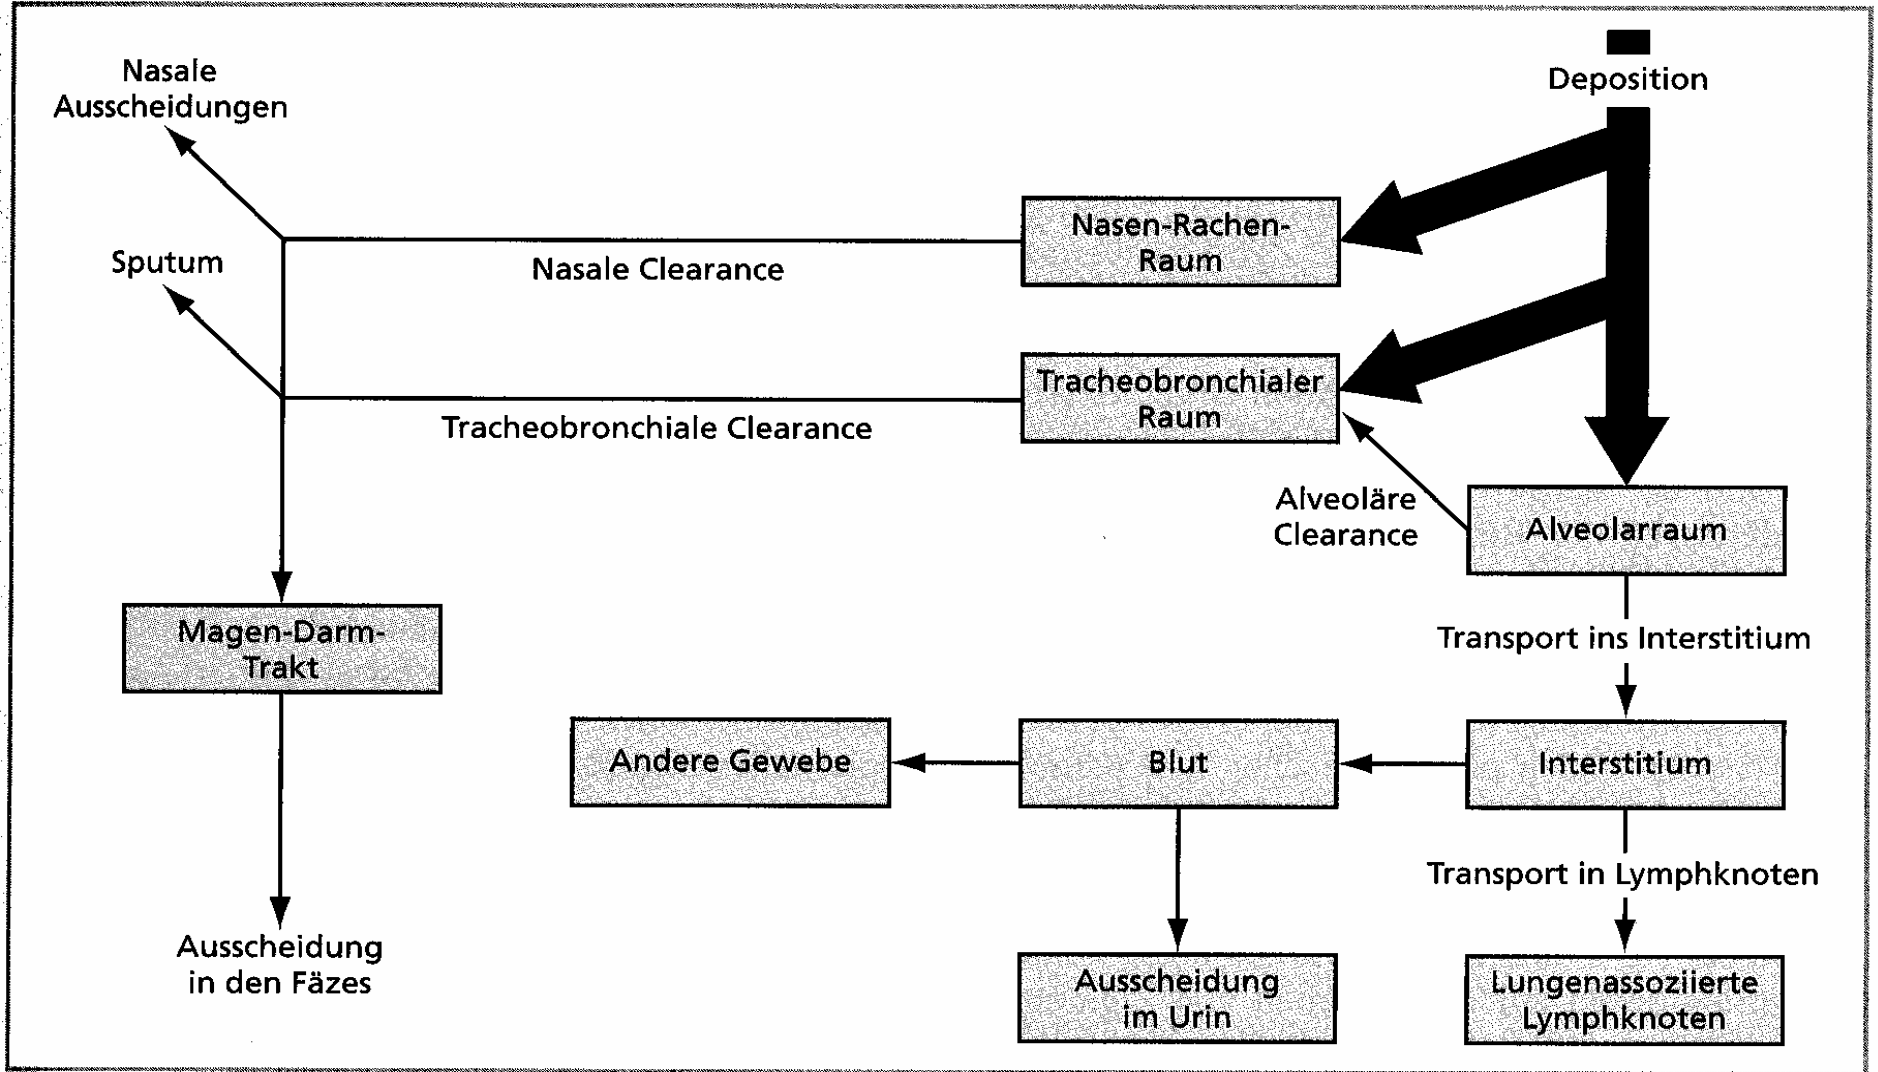 Nasale
Ausscheidungen
Deposition
Nasen-Rachen-
Raum
Sputum
Nasale Clearance
Tracheobronchialer
Raum
Tracheobronchiale Clearance
Alveoläre
Clearance
Alveolarraum
Magen-Darm-
Trakt
Transport ins Interstitium
Andere Gewebe
Blut
Interstitium
Transport in Lymphknoten
Ausscheidung
in den Fäzes
Ausscheidung
im Urin
Lungenassoziierte
Lymphknoten